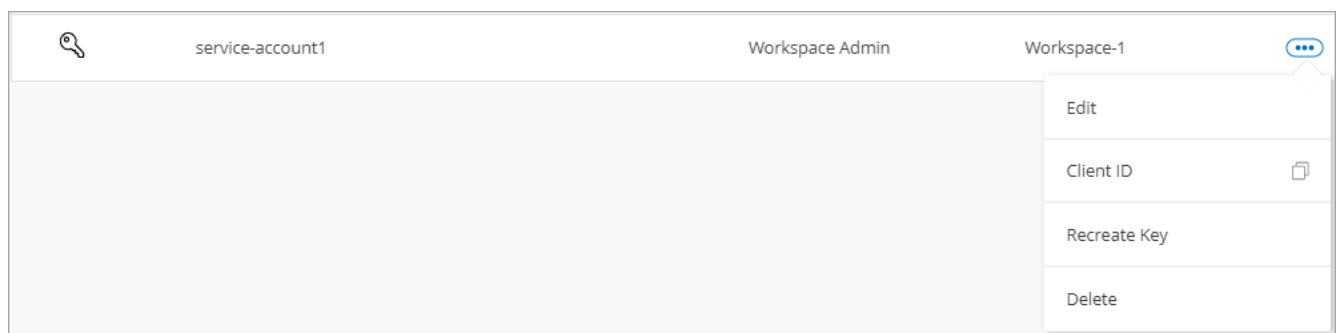 service-account1 Workspace Admin Workspace-1
Edit
Client ID
Recreate Key
Delete